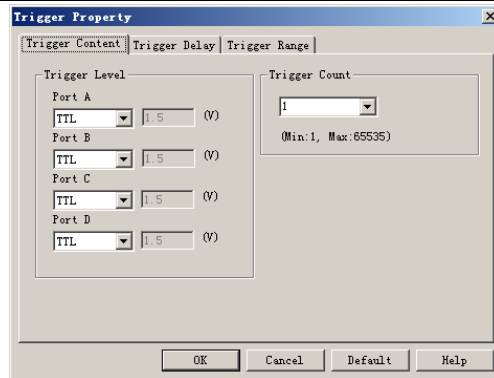 Trigger Property
Trigger Content Trigger Delay Trigger Range
Trigger Level
Port A
TTL 1.5 (V)
Port B
TTL 1.5 (V)
Port C
TTL 1.5 (V)
Port D
TTL 1.5 (V)
Trigger Count
1
(Min:1, Max:65535)
OK Cancel Default Help